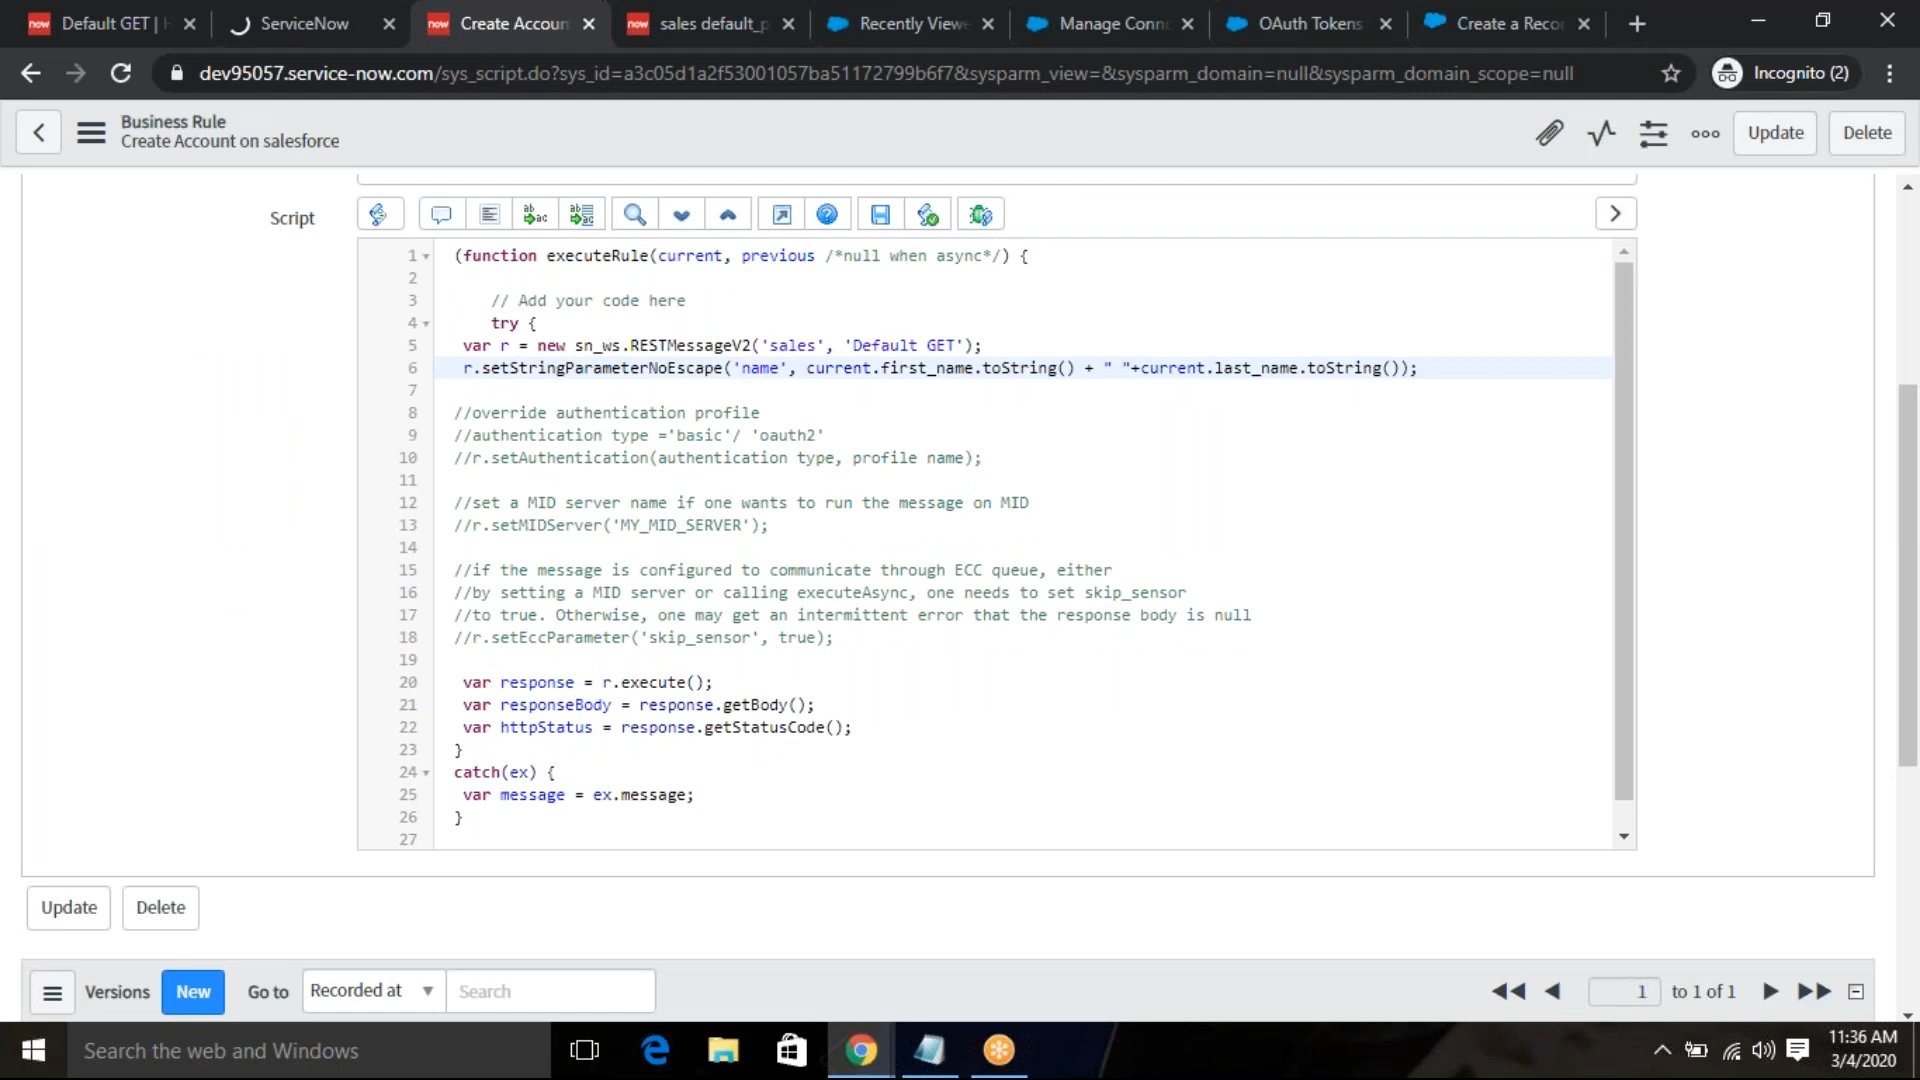 Default GET | H
ServiceNow
Create Accoun
sales default_p
Recently Viewe
Manage Conne
OAuth Tokens
Create a Recor
dev95057.service-now.com/sys_script.do?sys_id=a3c05d1a2f53001057ba51172799b6f7&sysparm_view=&sysparm_domain=null&sysparm_domain_scope=null
Incognito (2)
Business Rule
Create Account on salesforce
Update
Delete
Script
1 (function executeRule(current, previous /*null when async*/) {
2
3 // Add your code here
4 try {
5 var r = new sn_ws.RESTMessageV2('sales', 'Default GET');
6 r.setStringParameterNoEscape('name', current.first_name.toString() + " "+current.last_name.toString());
7
8 //override authentication profile
9 //authentication type ='basic'/ 'oauth2'
10 //r.setAuthentication(authentication type, profile name);
11
12 //set a MID server name if one wants to run the message on MID
13 //r.setMIDServer('MY_MID_SERVER');
14
15 //if the message is configured to communicate through ECC queue, either
16 //by setting a MID server or calling executeAsync, one needs to set skip_sensor
17 //to true. Otherwise, one may get an intermittent error that the response body is null
18 //r.setEccParameter('skip_sensor', true);
19
20 var response = r.execute();
21 var responseBody = response.getBody();
22 var httpStatus = response.getStatusCode();
23 }
24 catch(ex) {
25 var message = ex.message;
26 }
27
Update
Delete
Versions
New
Go to
Recorded at
Search
1
to 1 of 1
Search the web and Windows
11:36 AM
3/4/2020